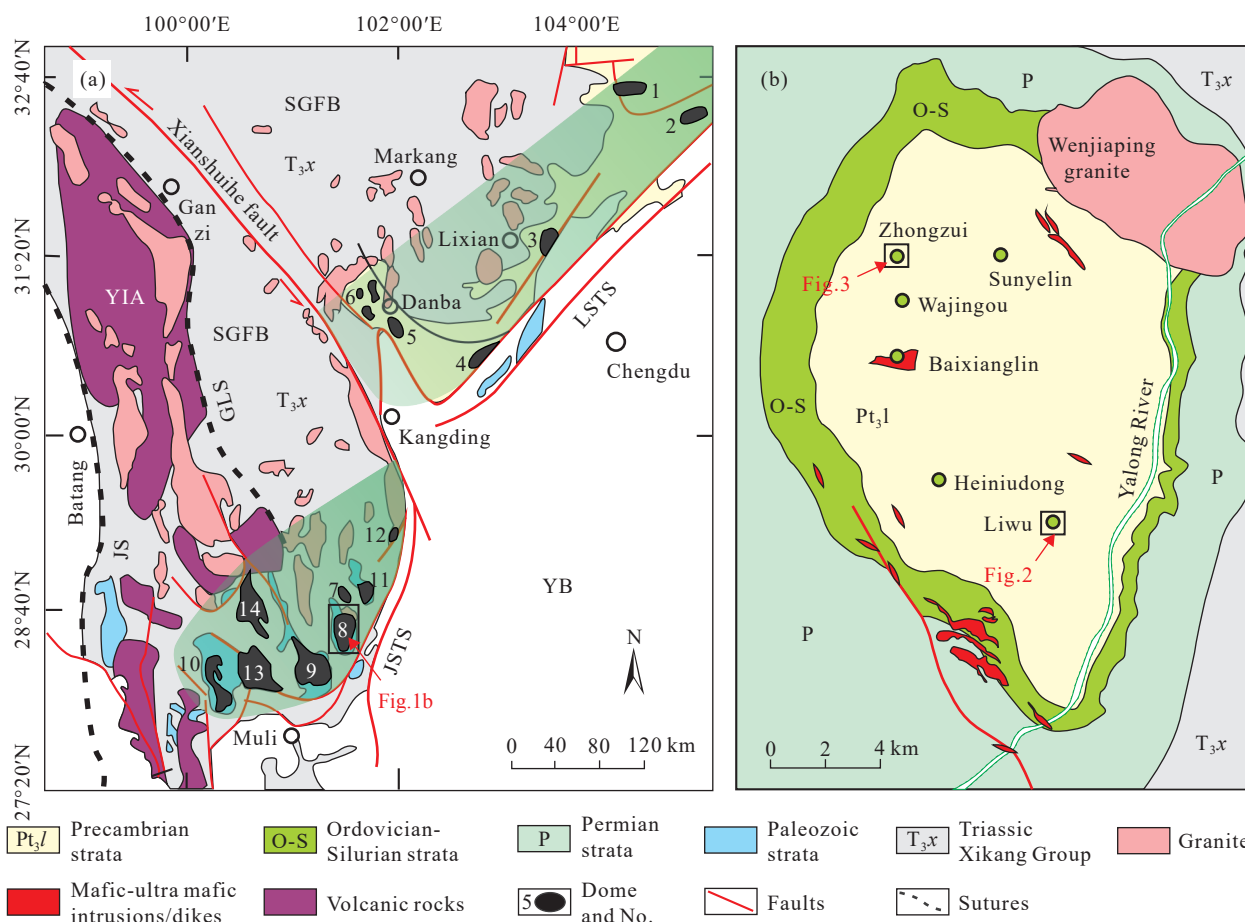 100°00′E
102°00′E
104°00′E
32°40′N
31°20′N
30°00′N
28°40′N
27°20′N
(a)
SGFB
T₃x
Xianshuihe fault
Markang
1
2
Gan
zi
Lixian
3
YIA
SGFB
6
Danba
5
4
LSTS
Chengdu
GLS
T₃x
Kangding
Batang
JS
12
YB
14
7
11
8
JSTS
10
13
9
Fig.1b
Muli
N
0 40 80 120 km
(b)
P
T₃x
O-S
Wenjiaping
granite
Zhongzui
Fig.3
Sunyelin
Wajingou
Baixianglin
O-S
Pt₃l
Yalong River
Heiniudong
P
Liwu
Fig.2
P
T₃x
0 2 4 km
Pt₃l Precambrian
strata
O-S Ordovician-
Silurian strata
P Permian
strata
Paleozoic
strata
T₃x Triassic
Xikang Group
Granite
Mafic-ultra mafic
intrusions/dikes
Volcanic rocks
5 Dome
and No.
Faults
Sutures